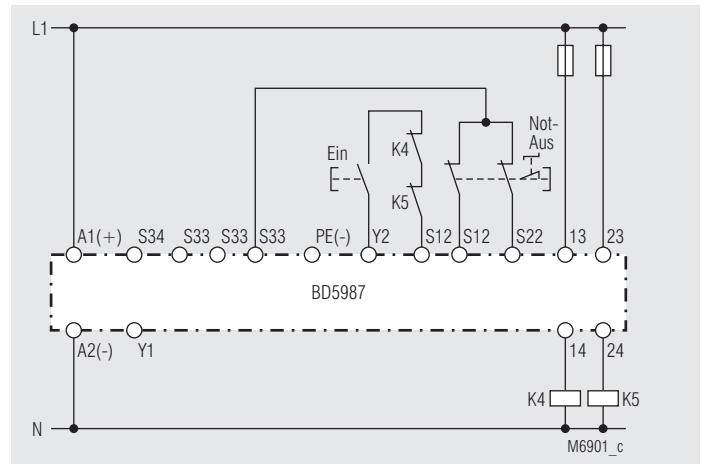 L1
Not-
Aus
Ein
K4
K5
A1(+) S34 S33 S33 S33 PE(-) Y2 S12 S12 S22 13 23
BD5987
A2(-) Y1 14 24
K4 K5
N
M6901_c